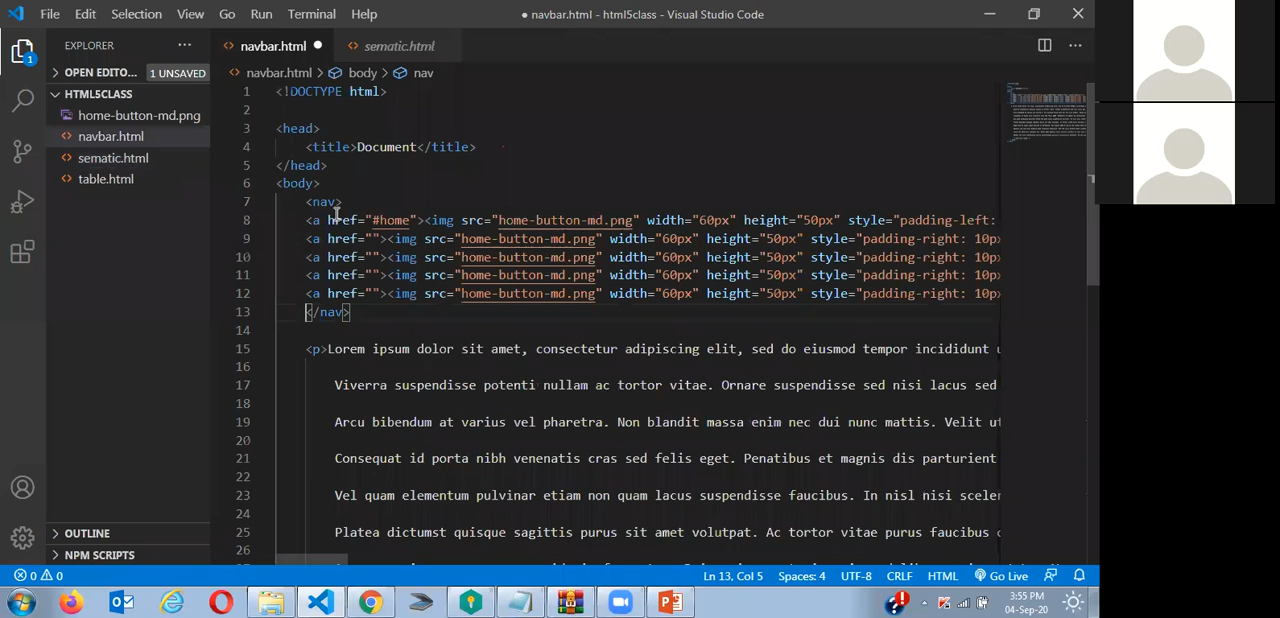 File Edit Selection View Go Run Terminal Help
● navbar.html - html5class - Visual Studio Code
EXPLORER
1
OPEN EDITO... 1 UNSAVED
HTML5CLASS
home-button-md.png
navbar.html
sematic.html
table.html
OUTLINE
NPM SCRIPTS
navbar.html sematic.html
navbar.html > body > nav
1 <!DOCTYPE html>
2
3 <head>
4 <title>Document</title>
5 </head>
6 <body>
7 <nav>
8 <a href="#home"><img src="home-button-md.png" width="60px" height="50px" style="padding-left:
9 <a href=""><img src="home-button-md.png" width="60px" height="50px" style="padding-right: 10px
10 <a href=""><img src="home-button-md.png" width="60px" height="50px" style="padding-right: 10px
11 <a href=""><img src="home-button-md.png" width="60px" height="50px" style="padding-right: 10px
12 <a href=""><img src="home-button-md.png" width="60px" height="50px" style="padding-right: 10px
13 </nav>
14
15 <p>Lorem ipsum dolor sit amet, consectetur adipiscing elit, sed do eiusmod tempor incididunt
16
17 Viverra suspendisse potenti nullam ac tortor vitae. Ornare suspendisse sed nisi lacus sed
18
19 Arcu bibendum at varius vel pharetra. Non blandit massa enim nec dui nunc mattis. Velit ut
20
21 Consequat id porta nibh venenatis cras sed felis eget. Penatibus et magnis dis parturient
22
23 Vel quam elementum pulvinar etiam non quam lacus suspendisse faucibus. In nisl nisi sceler
24
25 Platea dictumst quisque sagittis purus sit amet volutpat. Ac tortor vitae purus faucibus
26
0 0 Ln 13, Col 5 Spaces: 4 UTF-8 CRLF HTML Go Live
3:55 PM
04-Sep-20